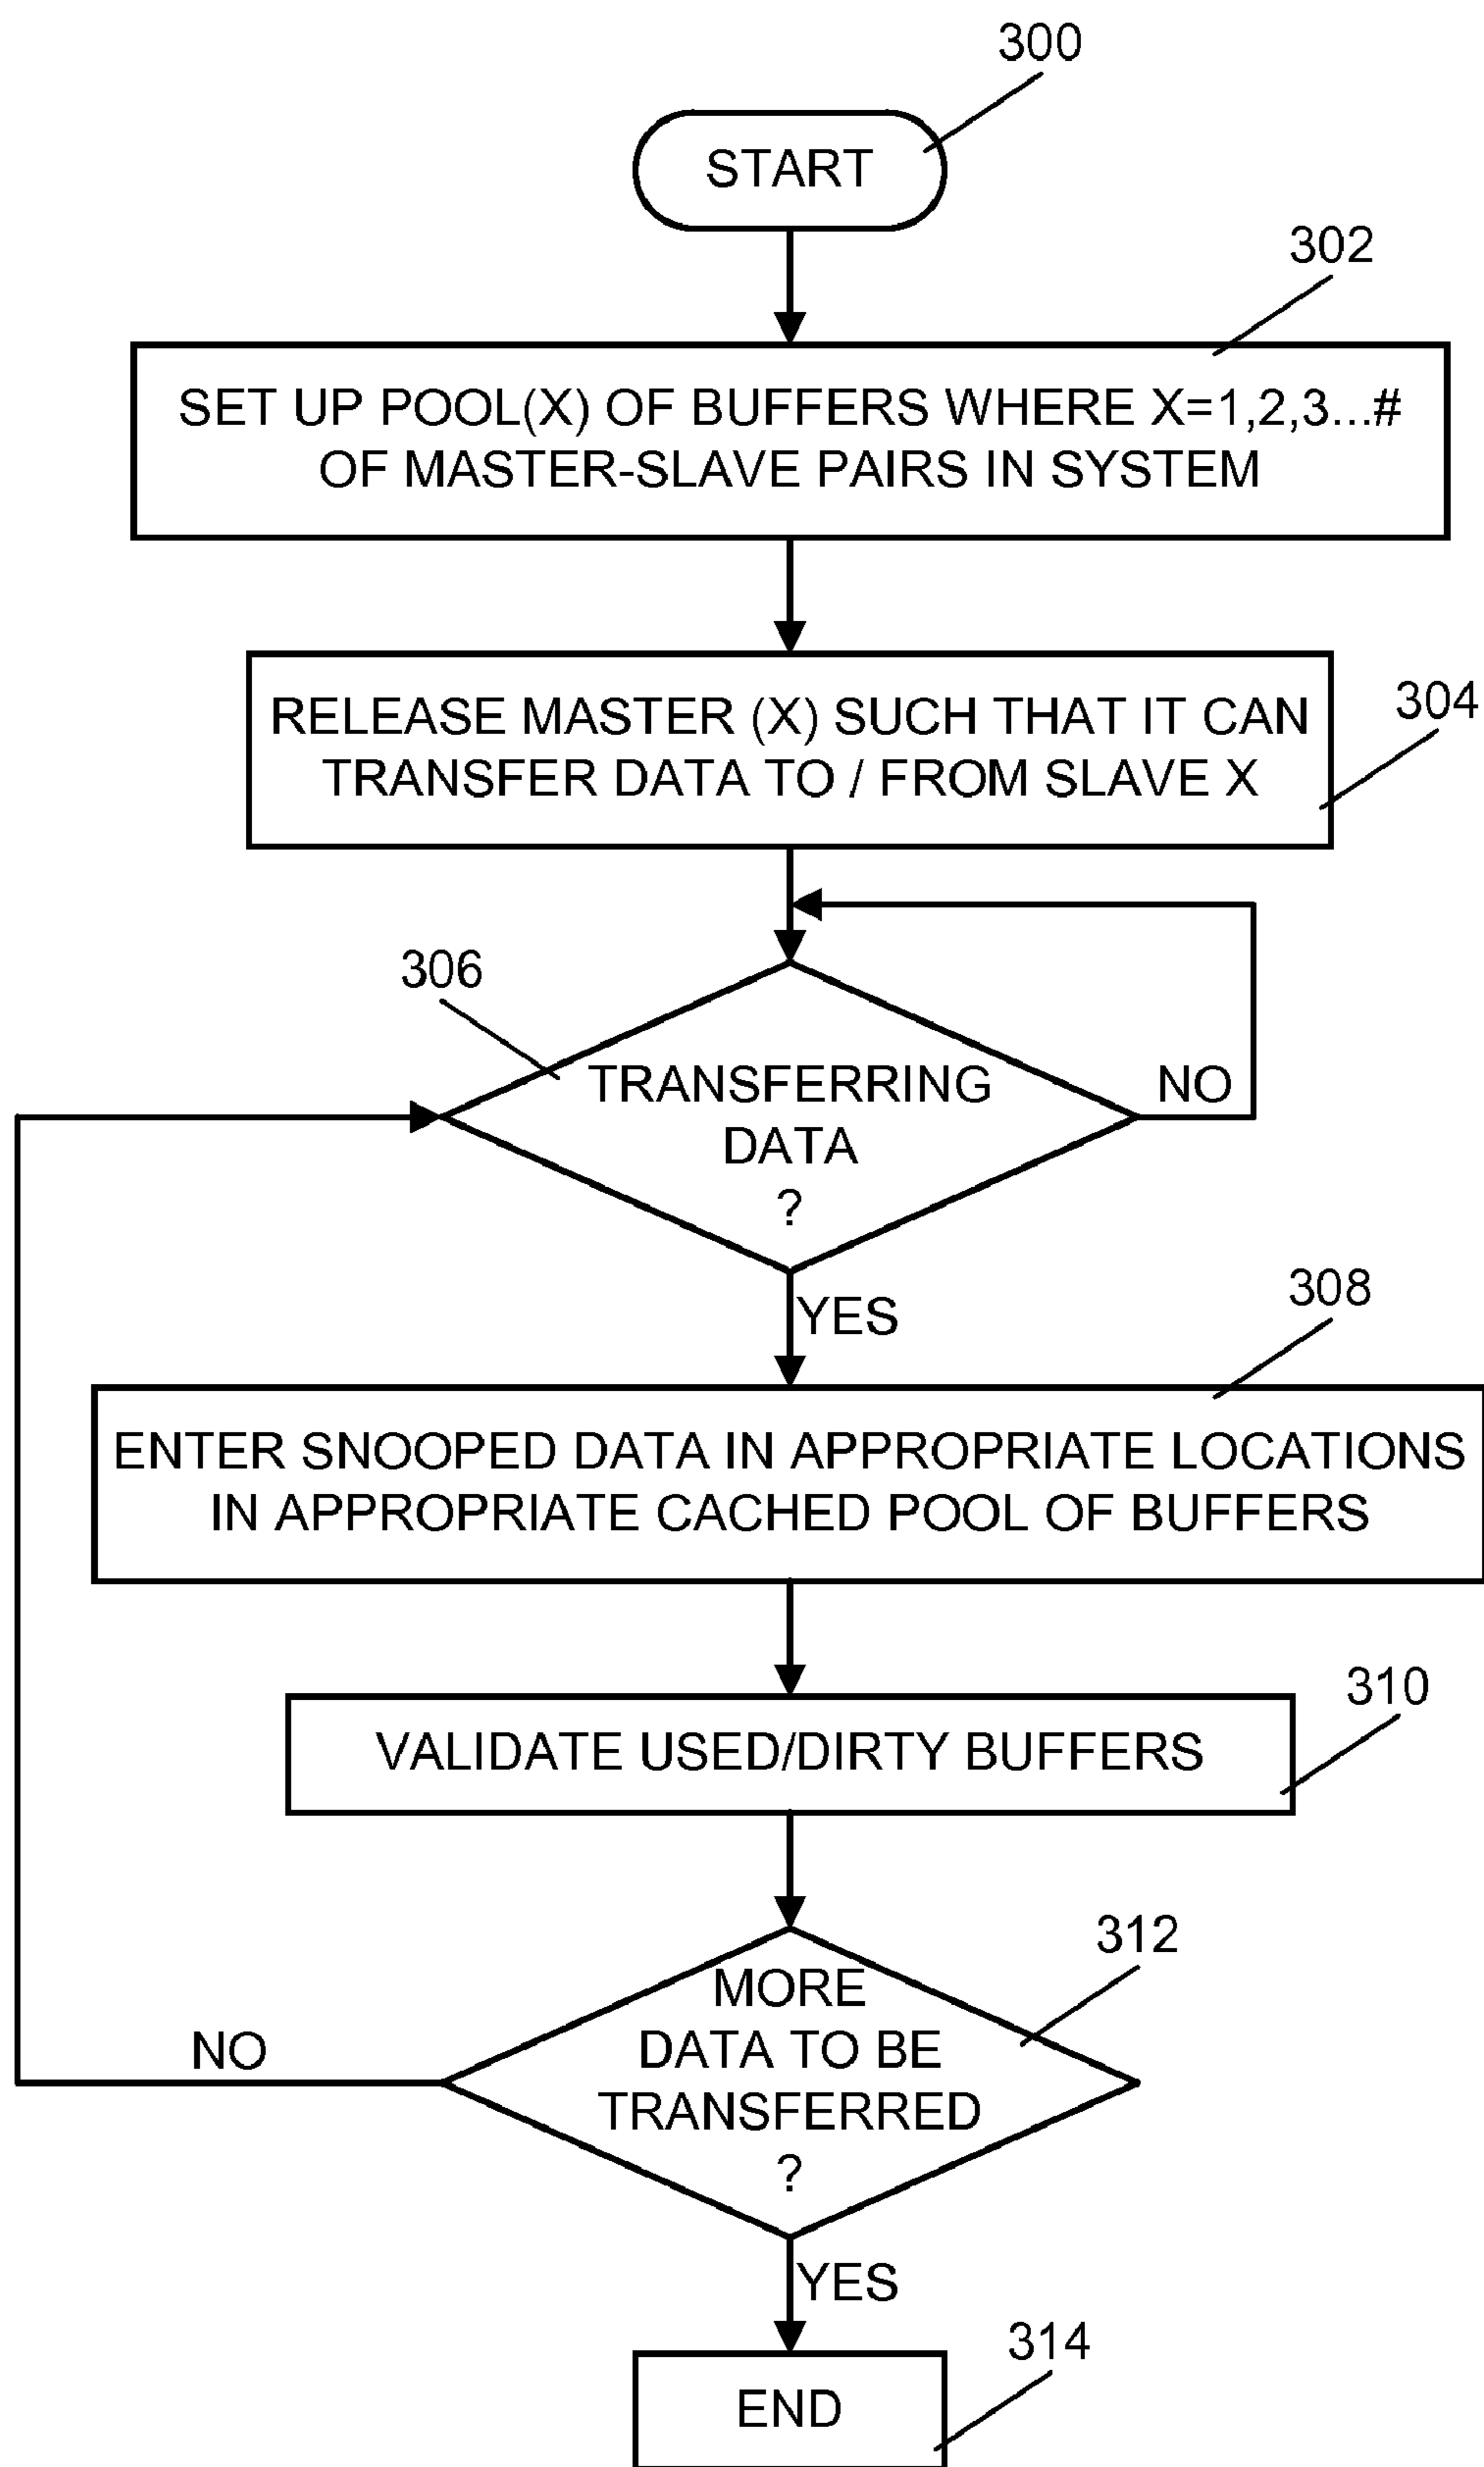 300
START
302
SET UP POOL(X) OF BUFFERS WHERE X=1,2,3...#
OF MASTER-SLAVE PAIRS IN SYSTEM
304
RELEASE MASTER (X) SUCH THAT IT CAN
TRANSFER DATA TO / FROM SLAVE X
306
TRANSFERRING
DATA
?
NO
YES
308
ENTER SNOOPED DATA IN APPROPRIATE LOCATIONS
IN APPROPRIATE CACHED POOL OF BUFFERS
310
VALIDATE USED/DIRTY BUFFERS
312
MORE
DATA TO BE
TRANSFERRED
?
NO
YES
314
END